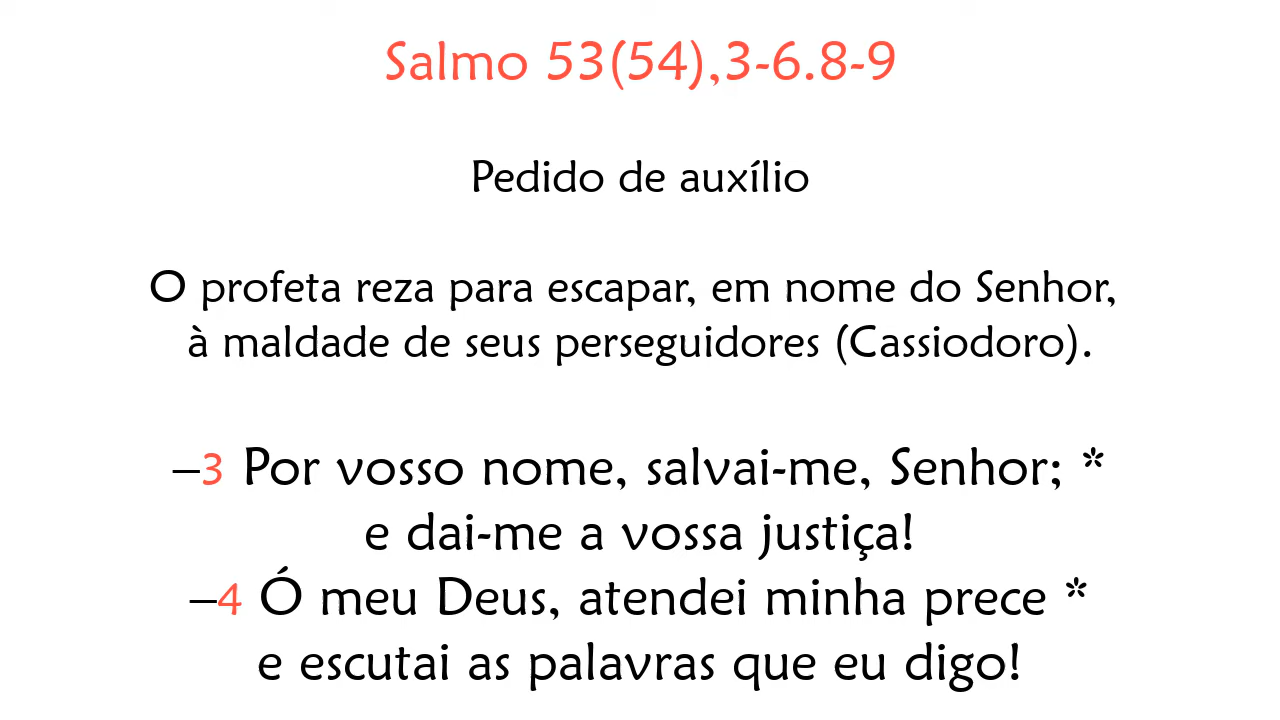 Salmo 53(54),3-6.8-9
Pedido de auxílio
O profeta reza para escapar, em nome do Senhor,
à maldade de seus perseguidores (Cassiodoro).
–3 Por vosso nome, salvai-me, Senhor; *
e dai-me a vossa justiça!
–4 Ó meu Deus, atendei minha prece *
e escutai as palavras que eu digo!